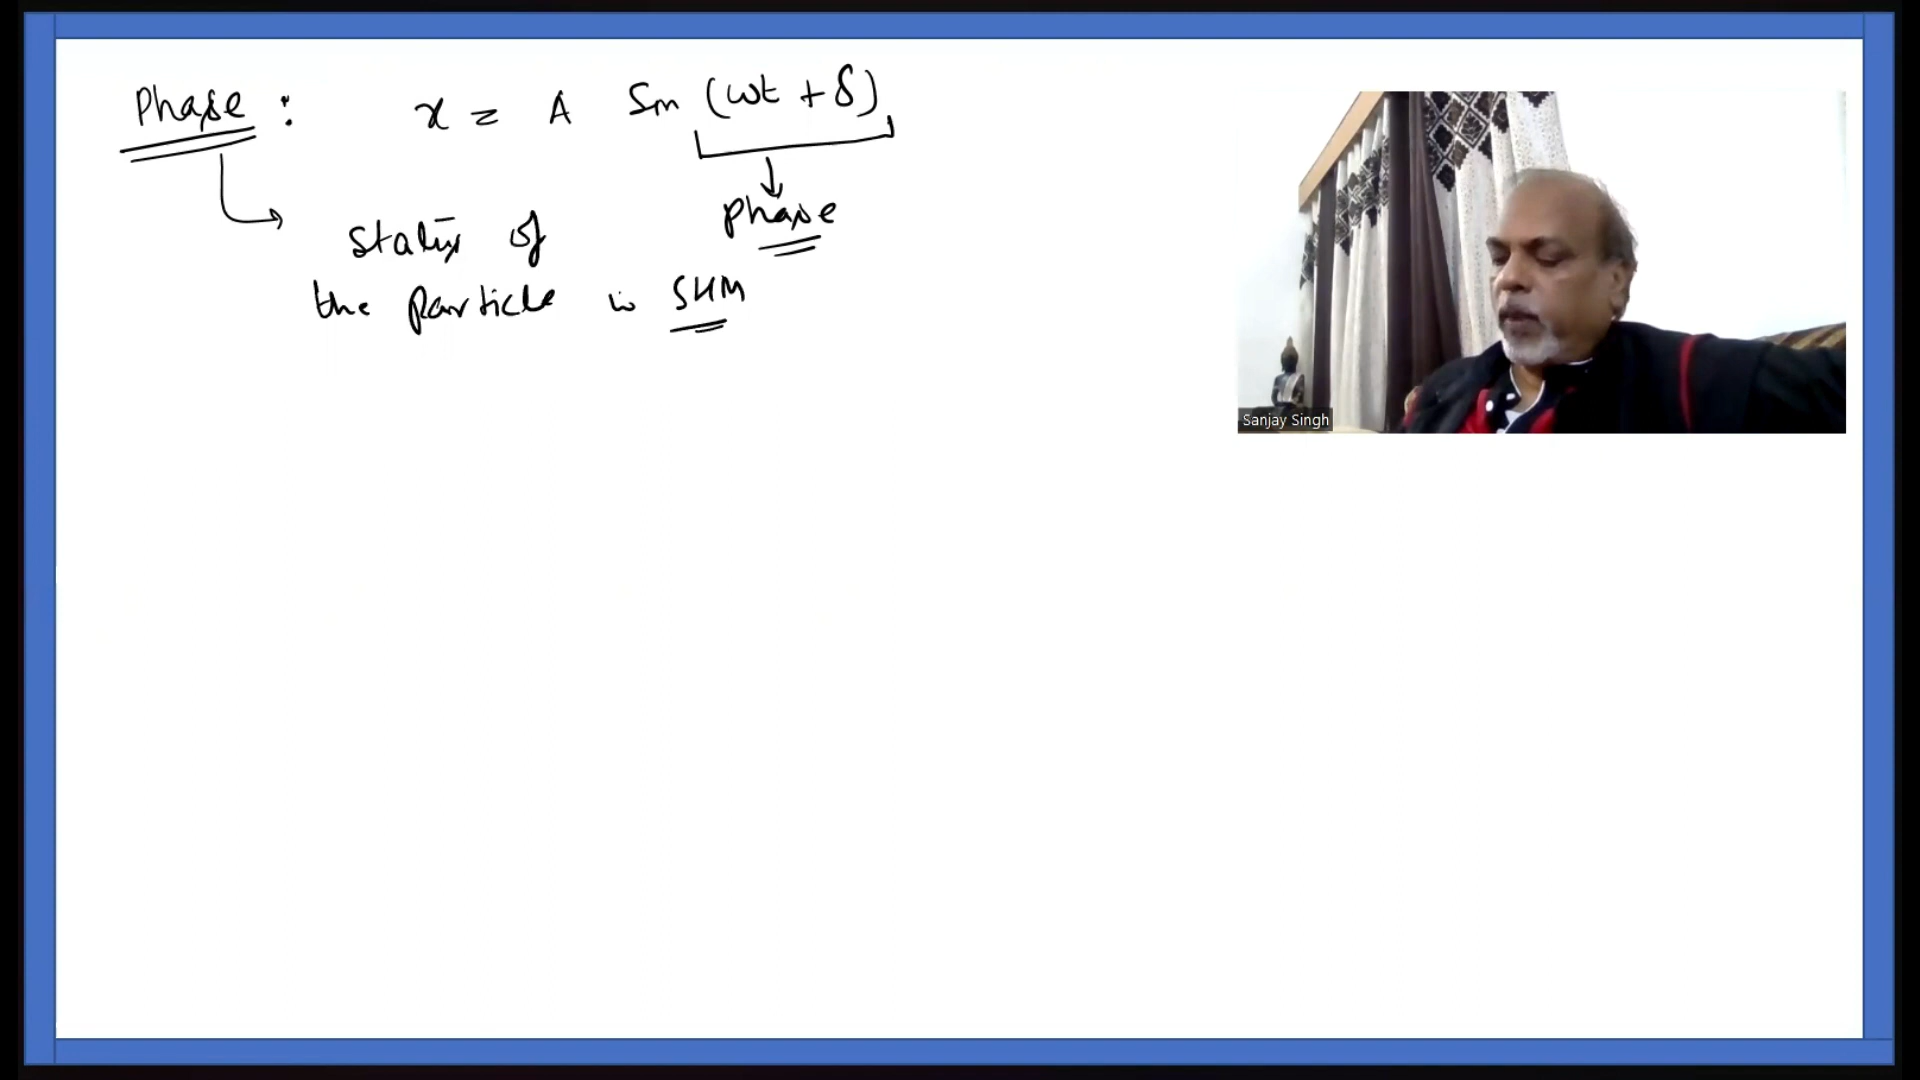 Phase : x = A Sin (ωt + δ)
phase
status of
the particle in SHM
Sanjay Singh